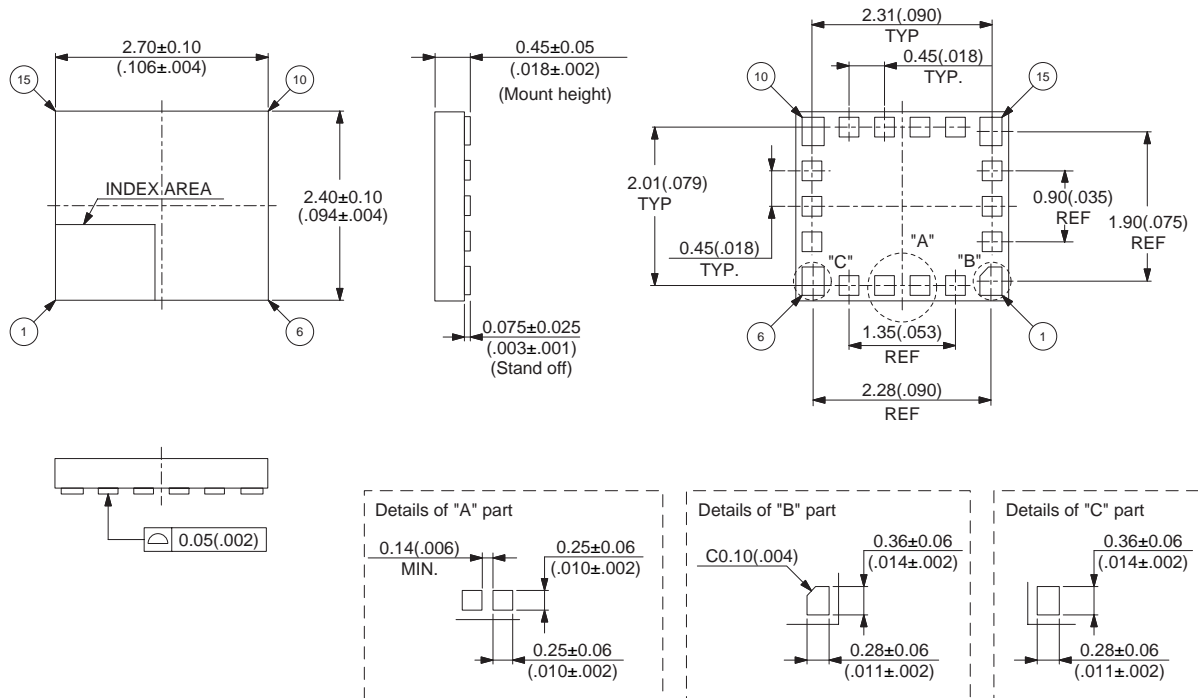 2.70±0.10
(.106±.004)
15
10
INDEX AREA
2.40±0.10
(.094±.004)
1
6
0.45±0.05
(.018±.002)
(Mount height)
0.075±0.025
(.003±.001)
(Stand off)
2.31(.090)
TYP
0.45(.018)
TYP.
10
15
2.01(.079)
TYP
0.90(.035)
REF
1.90(.075)
REF
0.45(.018)
TYP.
"C"
"A"
"B"
6
1
1.35(.053)
REF
2.28(.090)
REF
0.05(.002)
Details of "A" part
0.14(.006)
MIN.
0.25±0.06
(.010±.002)
0.25±0.06
(.010±.002)
Details of "B" part
C0.10(.004)
0.36±0.06
(.014±.002)
0.28±0.06
(.011±.002)
Details of "C" part
0.36±0.06
(.014±.002)
0.28±0.06
(.011±.002)